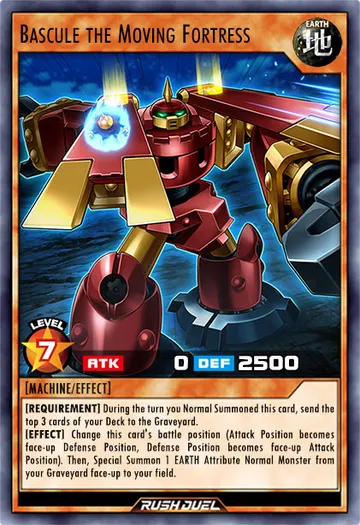 Bascule the Moving Fortress
EARTH
地
LEVEL
7
ATK 0 DEF 2500
[MACHINE/EFFECT]
[REQUIREMENT] During the turn you Normal Summoned this card, send the
top 3 cards of your Deck to the Graveyard.
[EFFECT] Change this card's battle position (Attack Position becomes
face-up Defense Position, Defense Position becomes face-up Attack
Position). Then, Special Summon 1 EARTH Attribute Normal Monster from
your Graveyard face-up to your field.
RUSH DUEL